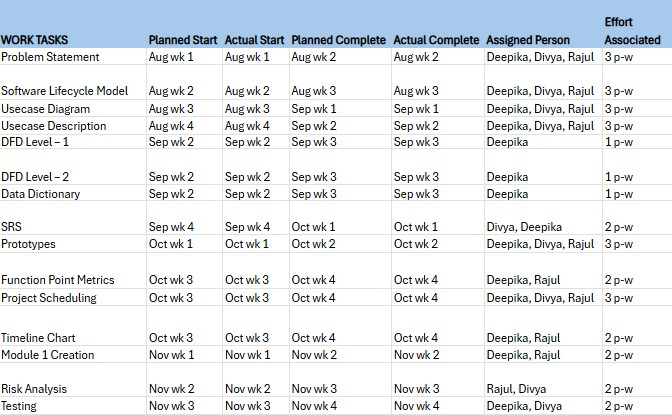 WORK TASKS Planned Start Actual Start Planned Complete Actual Complete Assigned Person Effort Associated
Problem Statement Aug wk 1 Aug wk 1 Aug wk 2 Aug wk 2 Deepika, Divya, Rajul 3 p-w
Software Lifecycle Model Aug wk 2 Aug wk 2 Aug wk 3 Aug wk 3 Deepika, Divya, Rajul 3 p-w
Usecase Diagram Aug wk 3 Aug wk 3 Sep wk 1 Sep wk 1 Deepika, Divya, Rajul 3 p-w
Usecase Description Aug wk 4 Aug wk 4 Sep wk 2 Sep wk 2 Deepika, Divya, Rajul 3 p-w
DFD Level – 1 Sep wk 2 Sep wk 2 Sep wk 3 Sep wk 3 Deepika 1 p-w
DFD Level – 2 Sep wk 2 Sep wk 2 Sep wk 3 Sep wk 3 Deepika 1 p-w
Data Dictionary Sep wk 2 Sep wk 2 Sep wk 3 Sep wk 3 Deepika 1 p-w
SRS Sep wk 4 Sep wk 4 Oct wk 1 Oct wk 1 Divya, Deepika 2 p-w
Prototypes Oct wk 1 Oct wk 1 Oct wk 2 Oct wk 2 Deepika, Divya, Rajul 3 p-w
Function Point Metrics Oct wk 3 Oct wk 3 Oct wk 4 Oct wk 4 Deepika, Rajul 2 p-w
Project Scheduling Oct wk 3 Oct wk 3 Oct wk 4 Oct wk 4 Deepika, Divya, Rajul 3 p-w
Timeline Chart Oct wk 3 Oct wk 3 Oct wk 4 Oct wk 4 Deepika, Rajul 2 p-w
Module 1 Creation Nov wk 1 Nov wk 1 Nov wk 2 Nov wk 2 Deepika, Rajul 2 p-w
Risk Analysis Nov wk 2 Nov wk 2 Nov wk 3 Nov wk 3 Rajul, Divya 2 p-w
Testing Nov wk 3 Nov wk 3 Nov wk 4 Nov wk 4 Deepika, Divya 2 p-w